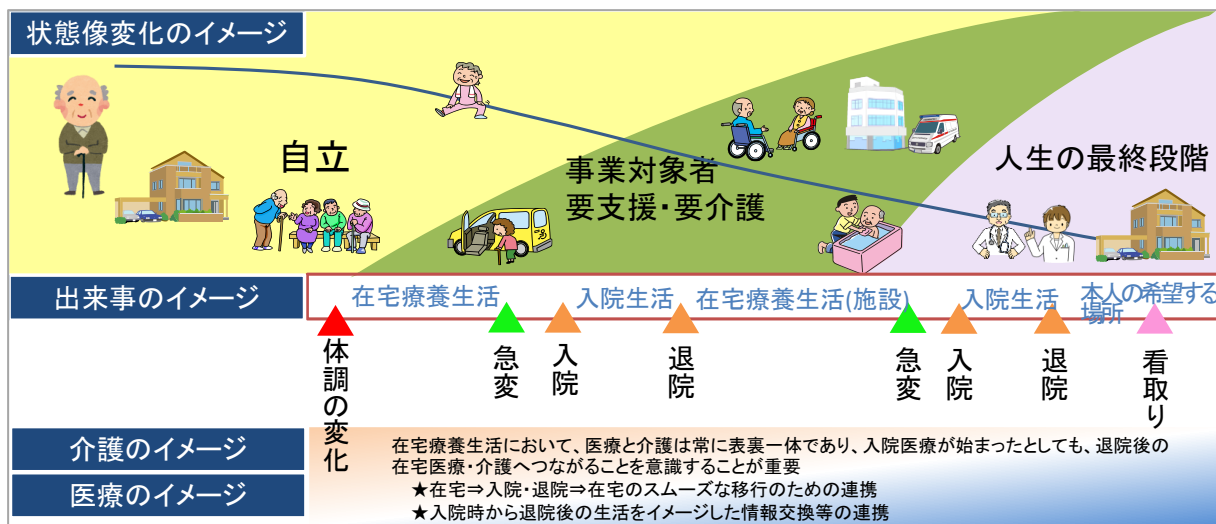 状態像変化のイメージ
自立
事業対象者
要支援・要介護
人生の最終段階
出来事のイメージ
在宅療養生活
入院生活
在宅療養生活(施設)
入院生活
本人の希望する
場所
体調の変化
急変
入院
退院
急変
入院
退院
看取り
介護のイメージ
医療のイメージ
在宅療養生活において、医療と介護は常に表裏一体であり、入院医療が始まったとしても、退院後の
在宅医療・介護へつながることを意識することが重要
★在宅⇒入院・退院⇒在宅のスムーズな移行のための連携
★入院時から退院後の生活をイメージした情報交換等の連携